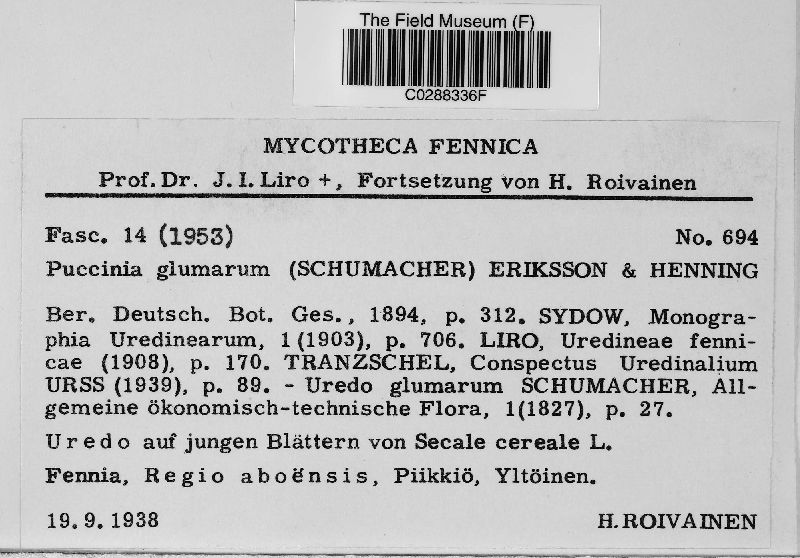 The Field Museum (F)
C0288336F
MYCOTHECA FENNICA
Prof. Dr. J. I. Liro +, Fortsetzung von H. Roivainen
Fasc. 14 (1953) No. 694
Puccinia glumarum (SCHUMACHER) ERIKSSON & HENNING
Ber. Deutsch. Bot. Ges., 1894, p. 312. SYDOW, Monogra-
phia Uredinearum, 1 (1903), p. 706. LIRO, Uredineae fenni-
cae (1908), p. 170. TRANZSCHEL, Conspectus Uredinalium
URSS (1939), p. 89. - Uredo glumarum SCHUMACHER, All-
gemeine ökonomisch-technische Flora, 1(1827), p. 27.
Uredo auf jungen Blättern von Secale cereale L.
Fennia, Regio aboënsis, Piikkiö, Yltöinen.
19. 9. 1938 H. ROIVAINEN